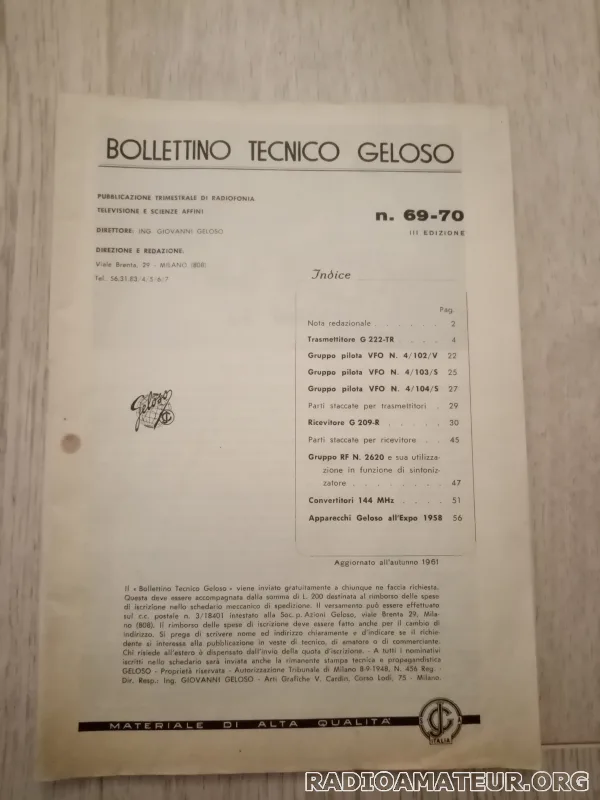 BOLLETTINO TECNICO GELOSO
PUBBLICAZIONE TRIMESTRALE DI RADIOFONIA
TELEVISIONE E SCIENZE AFFINI
DIRETTORE: ING. GIOVANNI GELOSO
DIREZIONE E REDAZIONE:
Viale Brenta, 29 - MILANO (808)
Tel. 56.31.83/4/5/6/7
n. 69-70
III EDIZIONE
Indice
Pag.
Nota redazionale . . . . . . 2
Trasmettitore G 222-TR . . . . 4
Gruppo pilota VFO N. 4/102/V 22
Gruppo pilota VFO N. 4/103/S 25
Gruppo pilota VFO N. 4/104/S 27
Parti staccate per trasmettitori . 29
Ricevitore G 209-R . . . . . 30
Parti staccate per ricevitore . . 45
Gruppo RF N. 2620 e sua utilizza-
zione in funzione di sintoniz-
zatore . . . . . . . . 47
Convertitori 144 MHz . . . . 51
Apparecchi Geloso all'Expo 1958 56
Geloso
Aggiornato all'autunno 1961
Il « Bollettino Tecnico Geloso » viene inviato gratuitamente a chiunque ne faccia richiesta.
Questa deve essere accompagnata dalla somma di L. 200 destinata al rimborso delle spese
di iscrizione nello schedario meccanico di spedizione. Il versamento può essere effettuato
sul c.c. postale n. 3/18401 intestato alla Soc. p. Azioni Geloso, viale Brenta 29, Mila-
no (808). Il rimborso delle spese di iscrizione deve essere fatto anche per il cambio di
indirizzo. Si prega di scrivere nome ed indirizzo chiaramente e d'indicare se il richie-
dente si interessa alla pubblicazione in veste di tecnico, di amatore o di commerciante.
Chi risiede all'estero è dispensato dall'invio della quota d'iscrizione. - A tutti i nominativi
iscritti nello schedario sarà inviata anche la rimanente stampa tecnica e propagandistica
GELOSO - Proprietà riservata - Autorizzazione Tribunale di Milano 8-9-1948, N. 456 Reg. -
Dir. Resp.: Ing. GIOVANNI GELOSO - Arti Grafiche V. Cardin, Corso Lodi, 75 - Milano.
MATERIALE DI ALTA QUALITÀ
ITALIA
RADIOAMATEUR.ORG